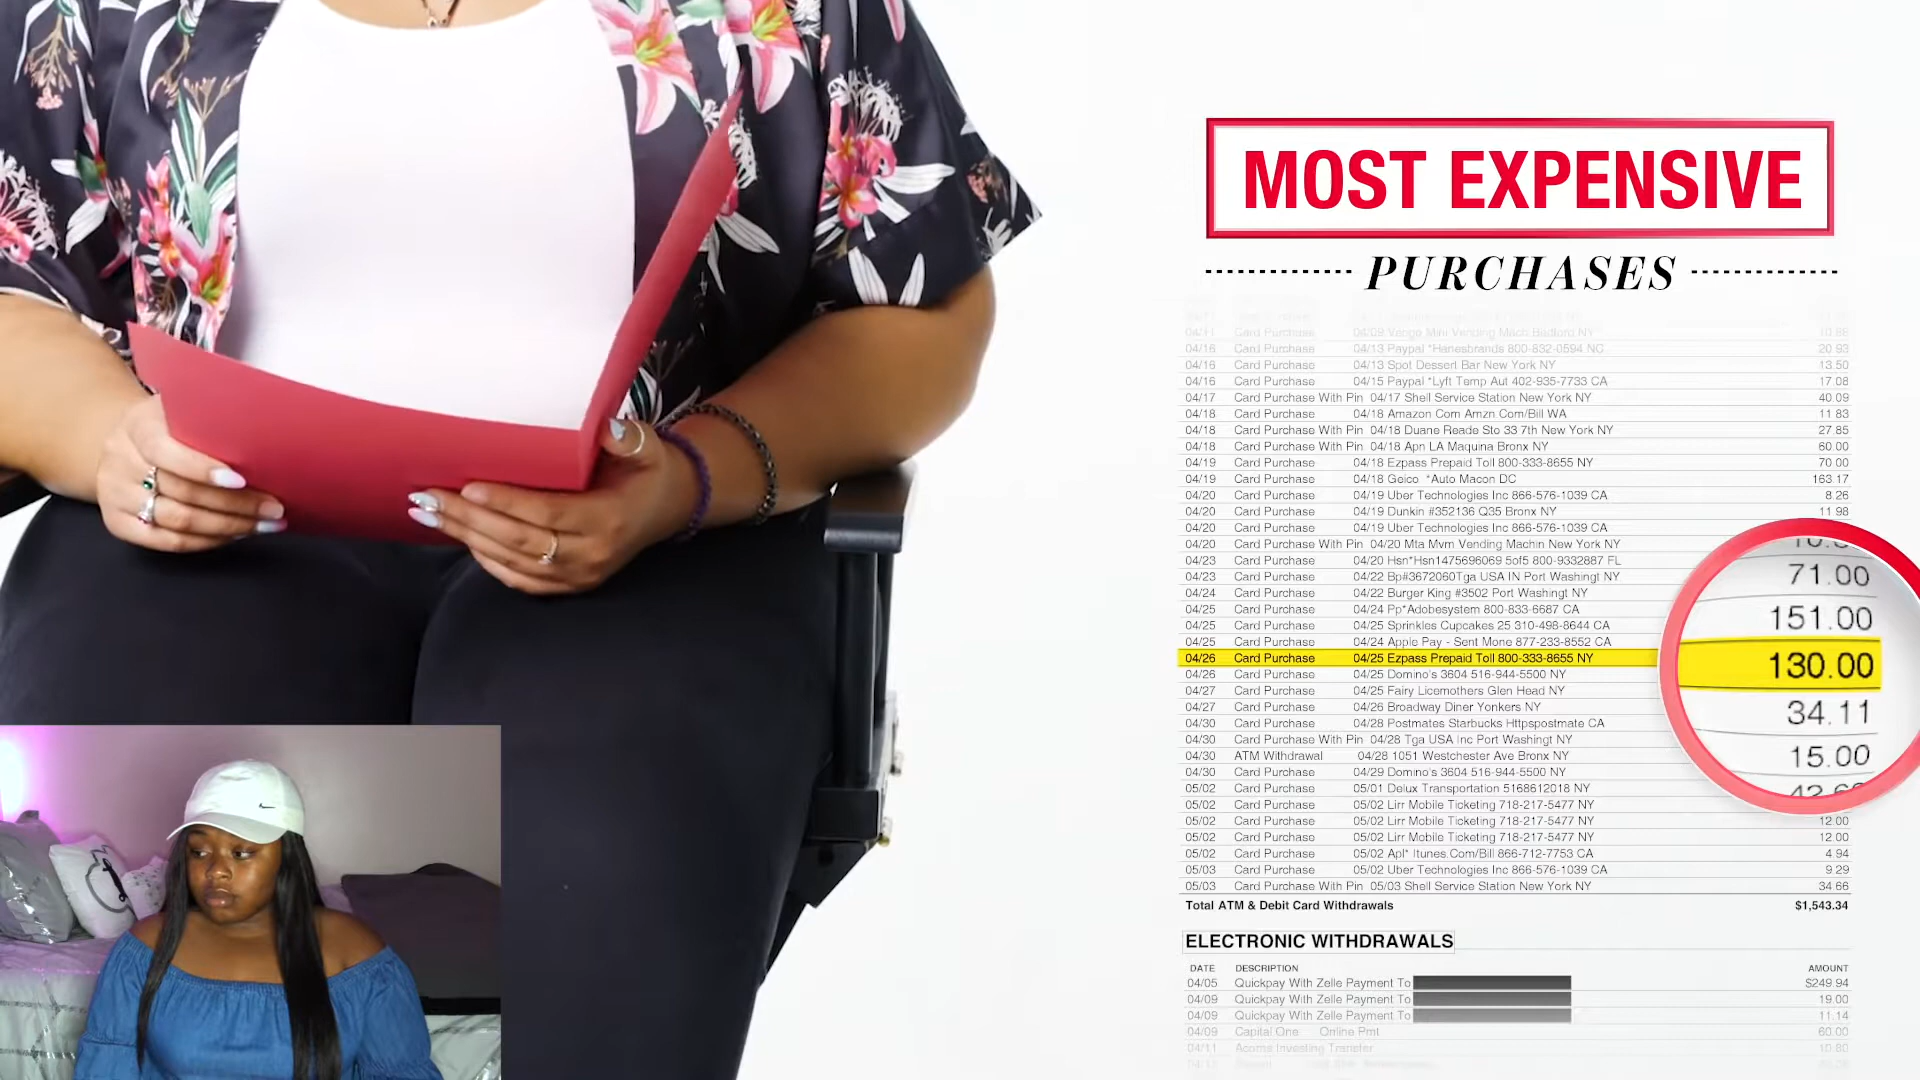 MOST EXPENSIVE
PURCHASES
04/11 Card Purchase 04/09 Vengo Mini Vending Mach Bedford NY 10.88
04/16 Card Purchase 04/13 Paypal *Hanesbrands 800-832-0594 NC 20.93
04/16 Card Purchase 04/13 Spot Dessert Bar New York NY 13.50
04/16 Card Purchase 04/15 Paypal *Lyft Temp Aut 402-935-7733 CA 17.08
04/17 Card Purchase With Pin 04/17 Shell Service Station New York NY 40.09
04/18 Card Purchase 04/18 Amazon Com Amzn.Com/Bill WA 11.83
04/18 Card Purchase With Pin 04/18 Duane Reade Sto 33 7th New York NY 27.85
04/18 Card Purchase With Pin 04/18 Apn LA Maquina Bronx NY 60.00
04/19 Card Purchase 04/18 Ezpass Prepaid Toll 800-333-8655 NY 70.00
04/19 Card Purchase 04/18 Geico *Auto Macon DC 163.17
04/20 Card Purchase 04/19 Uber Technologies Inc 866-576-1039 CA 8.26
04/20 Card Purchase 04/19 Dunkin #352136 Q35 Bronx NY 11.98
04/20 Card Purchase 04/19 Uber Technologies Inc 866-576-1039 CA
04/20 Card Purchase With Pin 04/20 Mta Mvm Vending Machin New York NY
04/23 Card Purchase 04/20 Hsn*Hsn1475696069 5of5 800-9332887 FL
04/23 Card Purchase 04/22 Bp#3672060Tga USA IN Port Washingt NY
04/24 Card Purchase 04/22 Burger King #3502 Port Washingt NY
04/25 Card Purchase 04/24 Pp*Adobesystem 800-833-6687 CA
04/25 Card Purchase 04/25 Sprinkles Cupcakes 25 310-498-8644 CA 71.00
04/25 Card Purchase 04/24 Apple Pay - Sent Mone 877-233-8552 CA 151.00
04/26 Card Purchase 04/25 Ezpass Prepaid Toll 800-333-8655 NY 130.00
04/26 Card Purchase 04/25 Domino's 3604 516-944-5500 NY 34.11
04/27 Card Purchase 04/25 Fairy Licemothers Glen Head NY 15.00
04/27 Card Purchase 04/26 Broadway Diner Yonkers NY
04/30 Card Purchase 04/28 Postmates Starbucks Httpspostmate CA
04/30 Card Purchase With Pin 04/28 Tga USA Inc Port Washingt NY
04/30 ATM Withdrawal 04/28 1051 Westchester Ave Bronx NY
04/30 Card Purchase 04/29 Domino's 3604 516-944-5500 NY
05/02 Card Purchase 05/01 Delux Transportation 5168612018 NY
05/02 Card Purchase 05/02 Lirr Mobile Ticketing 718-217-5477 NY
05/02 Card Purchase 05/02 Lirr Mobile Ticketing 718-217-5477 NY 12.00
05/02 Card Purchase 05/02 Lirr Mobile Ticketing 718-217-5477 NY 12.00
05/02 Card Purchase 05/02 Apl* Itunes.Com/Bill 866-712-7753 CA 4.94
05/03 Card Purchase 05/02 Uber Technologies Inc 866-576-1039 CA 9.29
05/03 Card Purchase With Pin 05/03 Shell Service Station New York NY 34.66
Total ATM & Debit Card Withdrawals $1,543.34
ELECTRONIC WITHDRAWALS
DATE DESCRIPTION AMOUNT
04/05 Quickpay With Zelle Payment To $249.94
04/09 Quickpay With Zelle Payment To 19.00
04/09 Quickpay With Zelle Payment To 11.14
04/09 Capital One Online Pmt 60.00
04/11 Acorns Investing Transfer 10.80